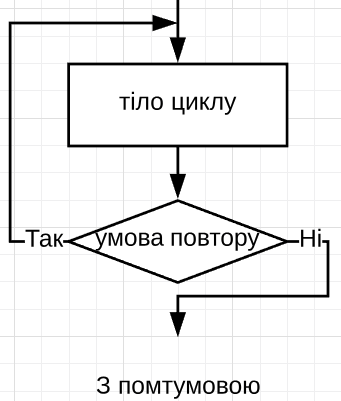 тіло циклу
Так
умова повтору
Ні
З помтумовою